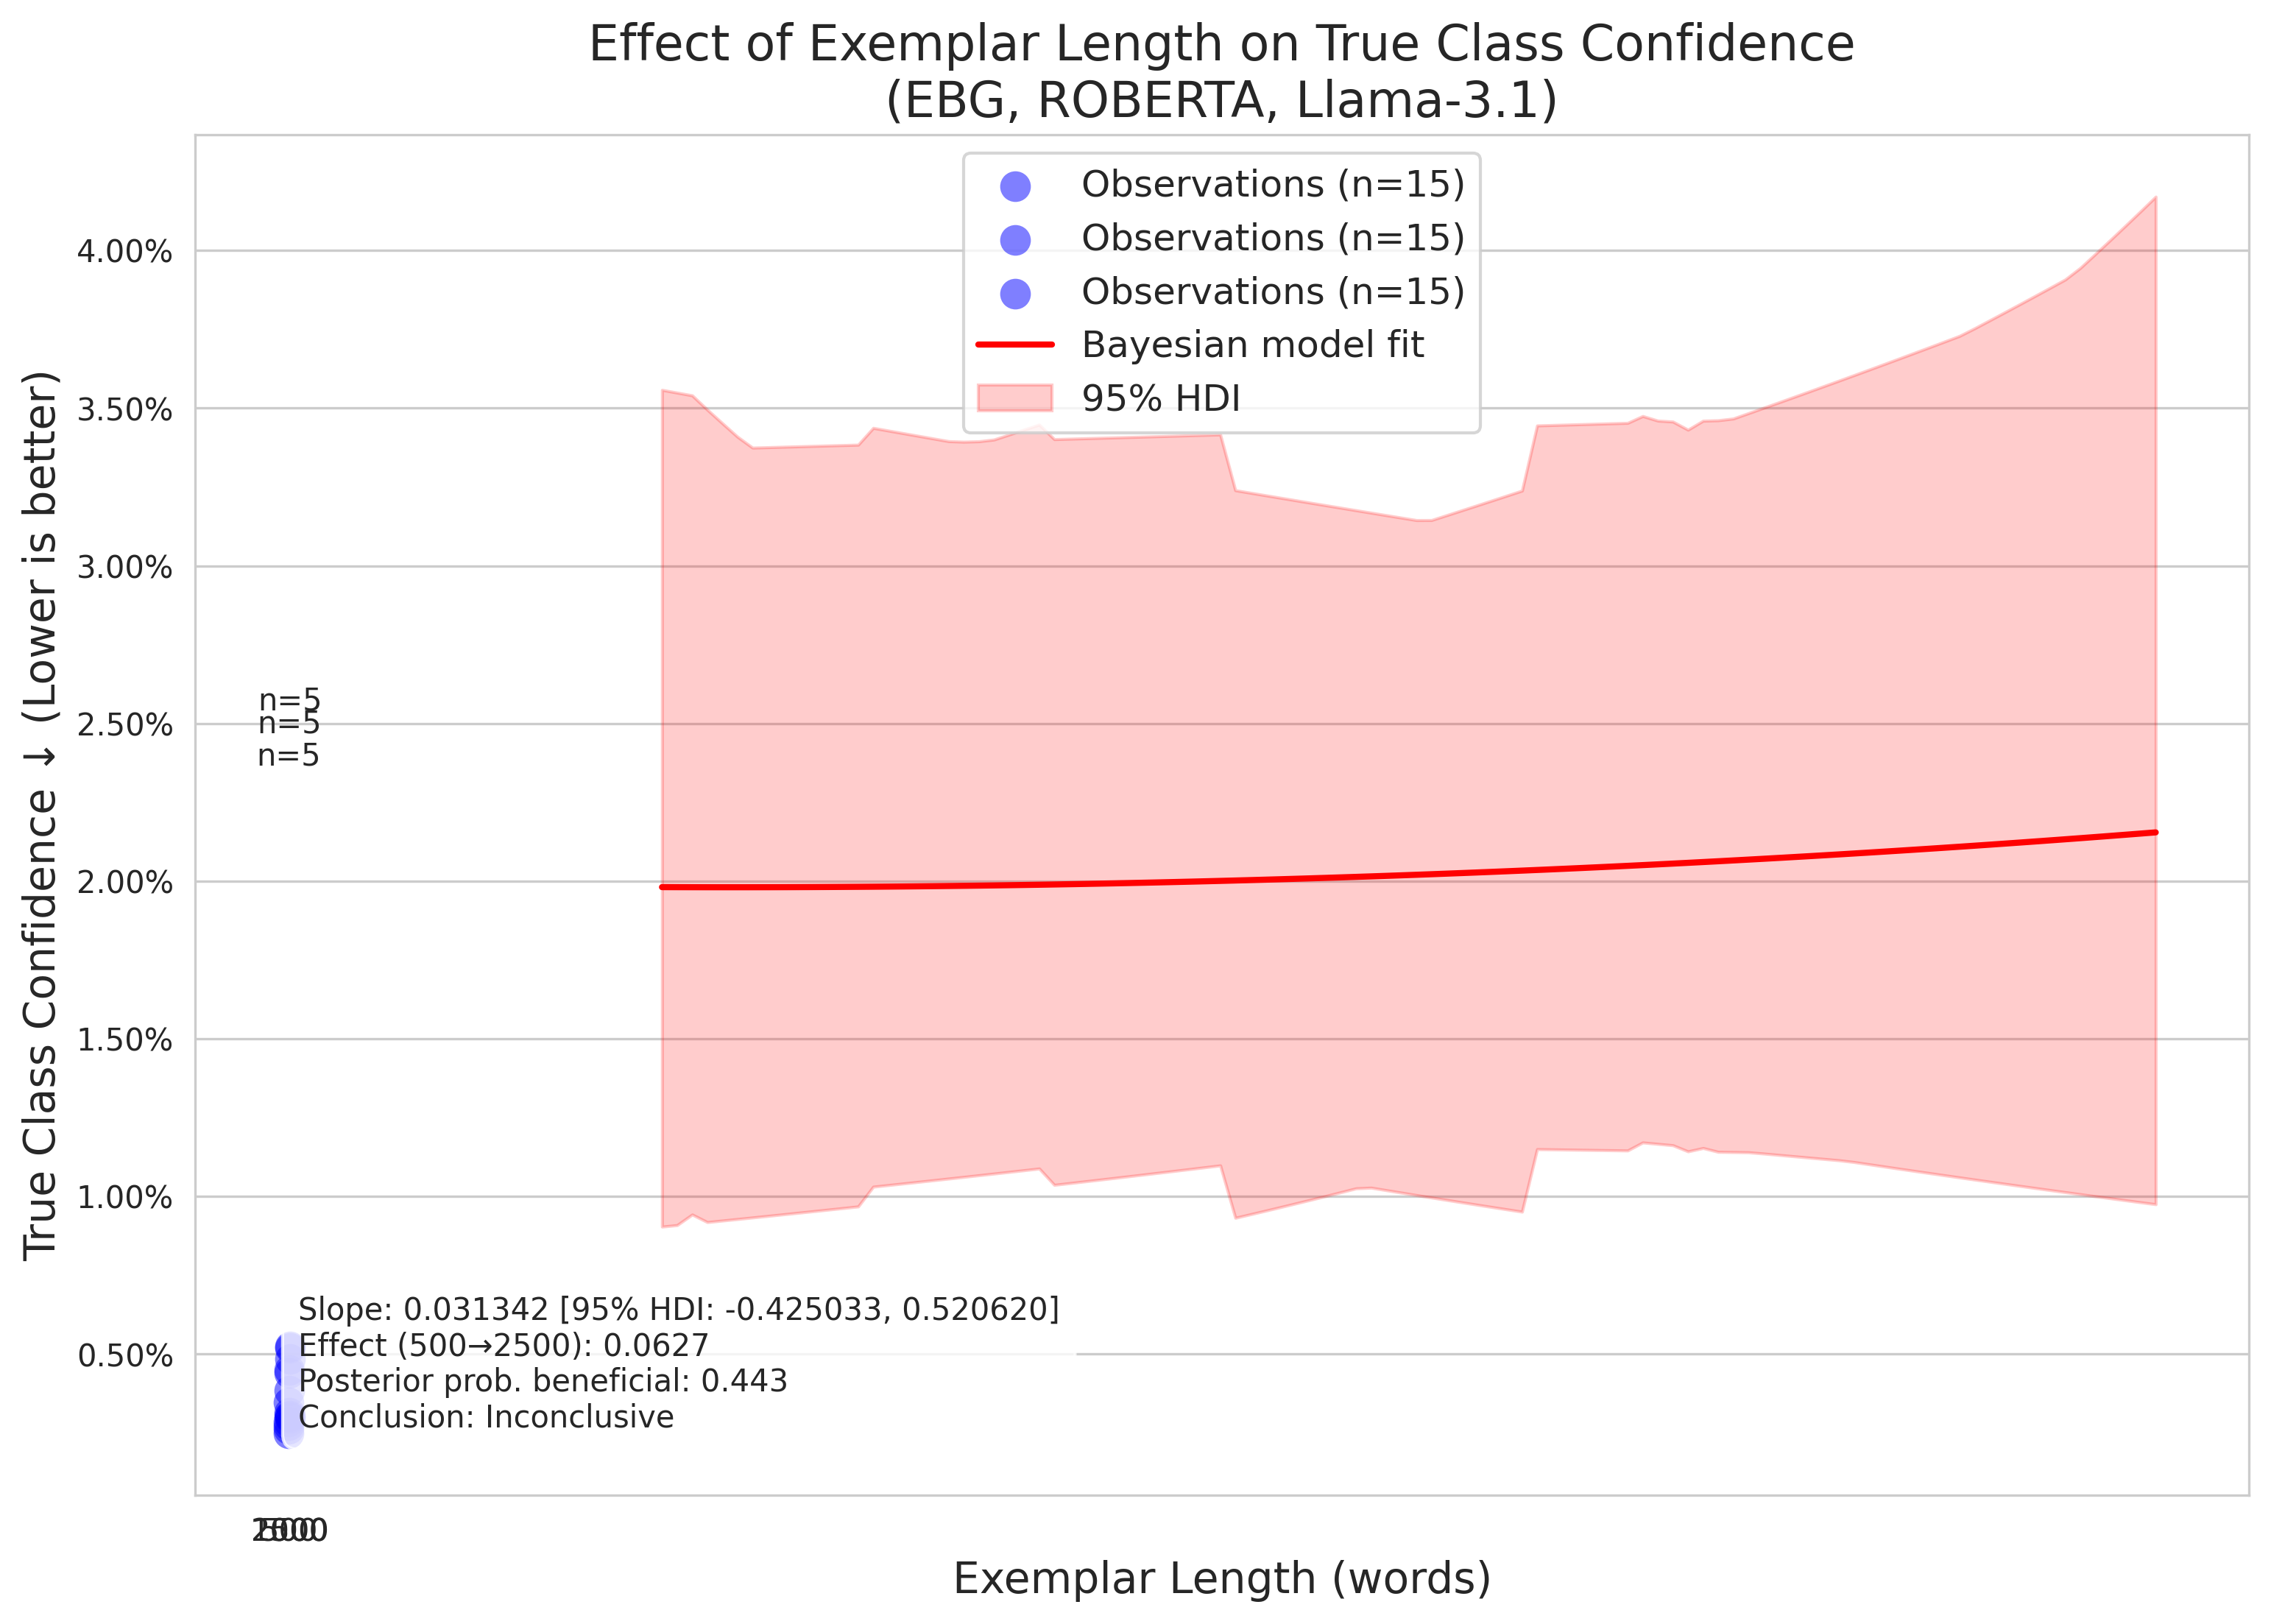 Effect of Exemplar Length on True Class Confidence
(EBG, ROBERTA, Llama-3.1)
Observations (n=15)
Observations (n=15)
Observations (n=15)
Bayesian model fit
95% HDI
True Class Confidence ↓ (Lower is better)
4.00%
3.50%
3.00%
2.50%
2.00%
1.50%
1.00%
0.50%
n=5
n=5
n=5
Slope: 0.031342 [95% HDI: -0.425033, 0.520620]
Effect (500→2500): 0.0627
Posterior prob. beneficial: 0.443
Conclusion: Inconclusive
Exemplar Length (words)